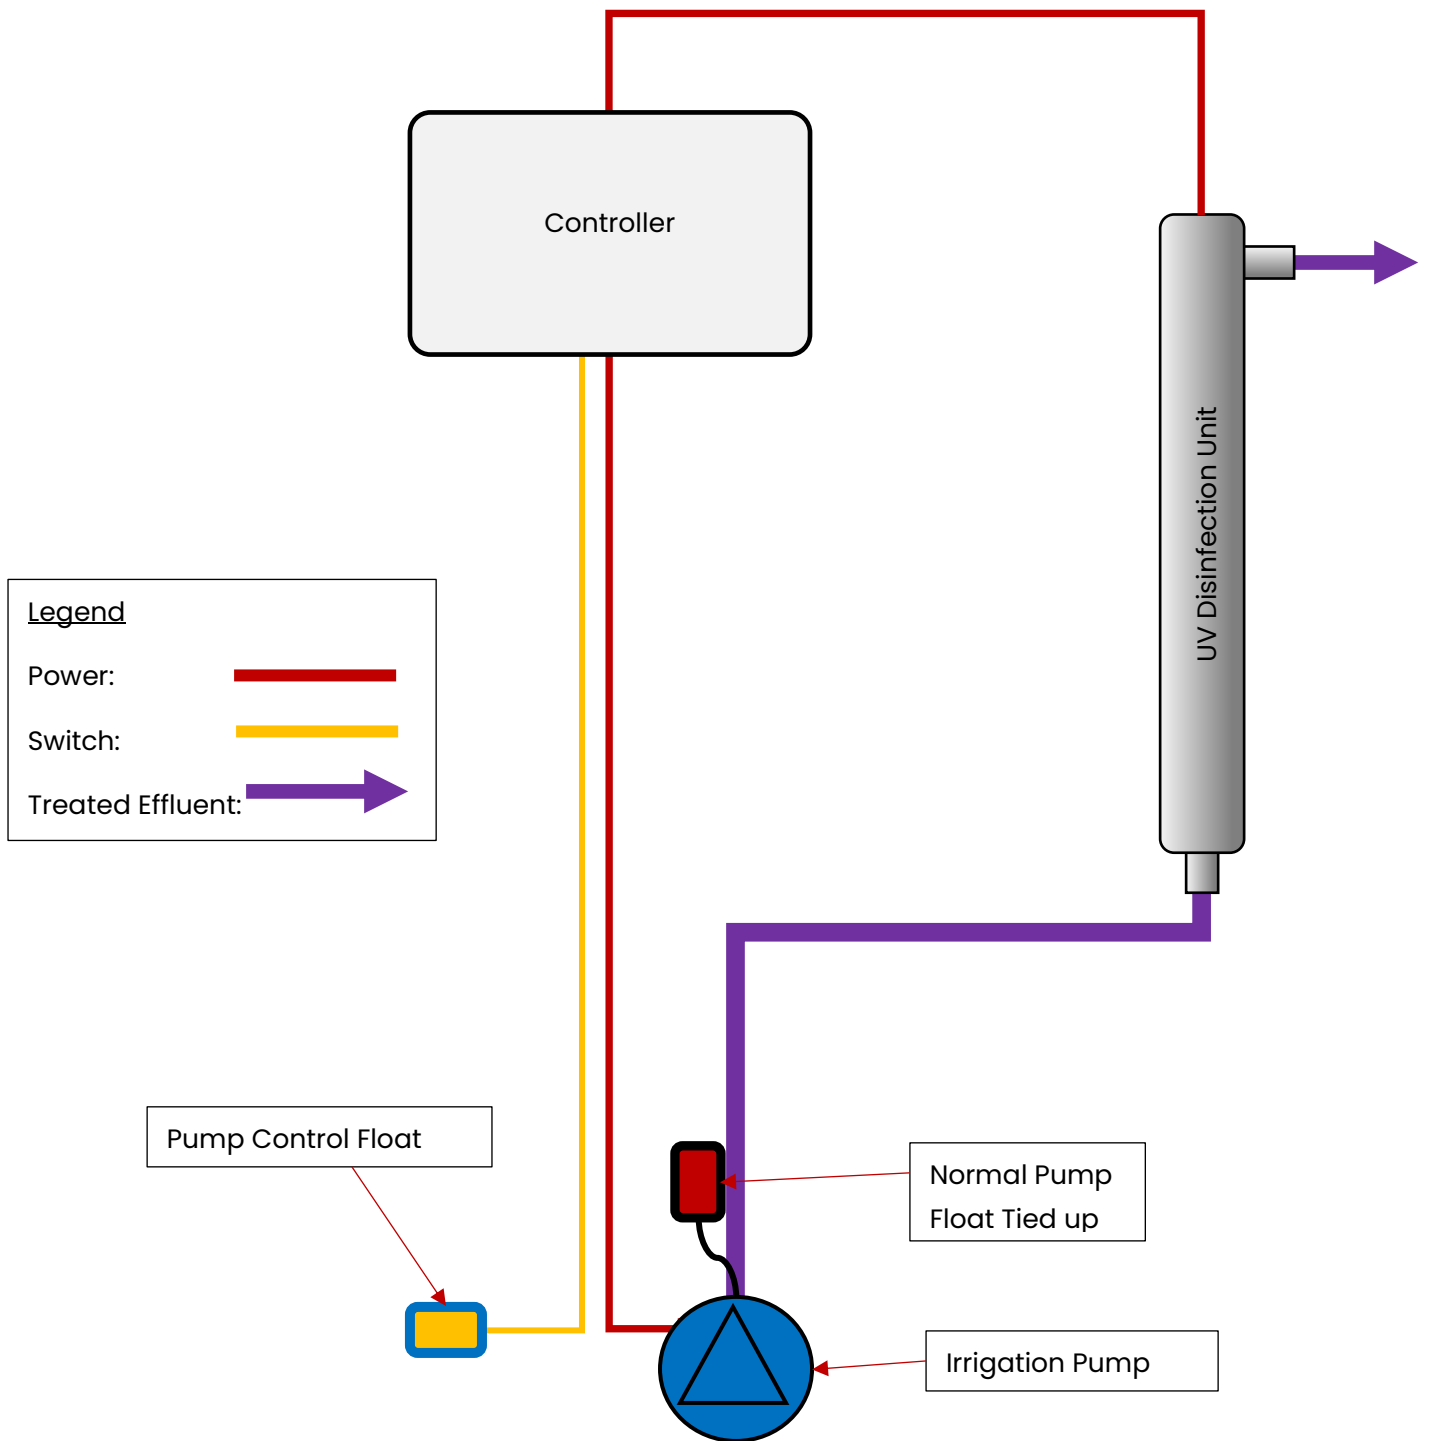 Controller
UV Disinfection Unit
Legend
Power:
Switch:
Treated Effluent:
Pump Control Float
Normal Pump
Float Tied up
Irrigation Pump